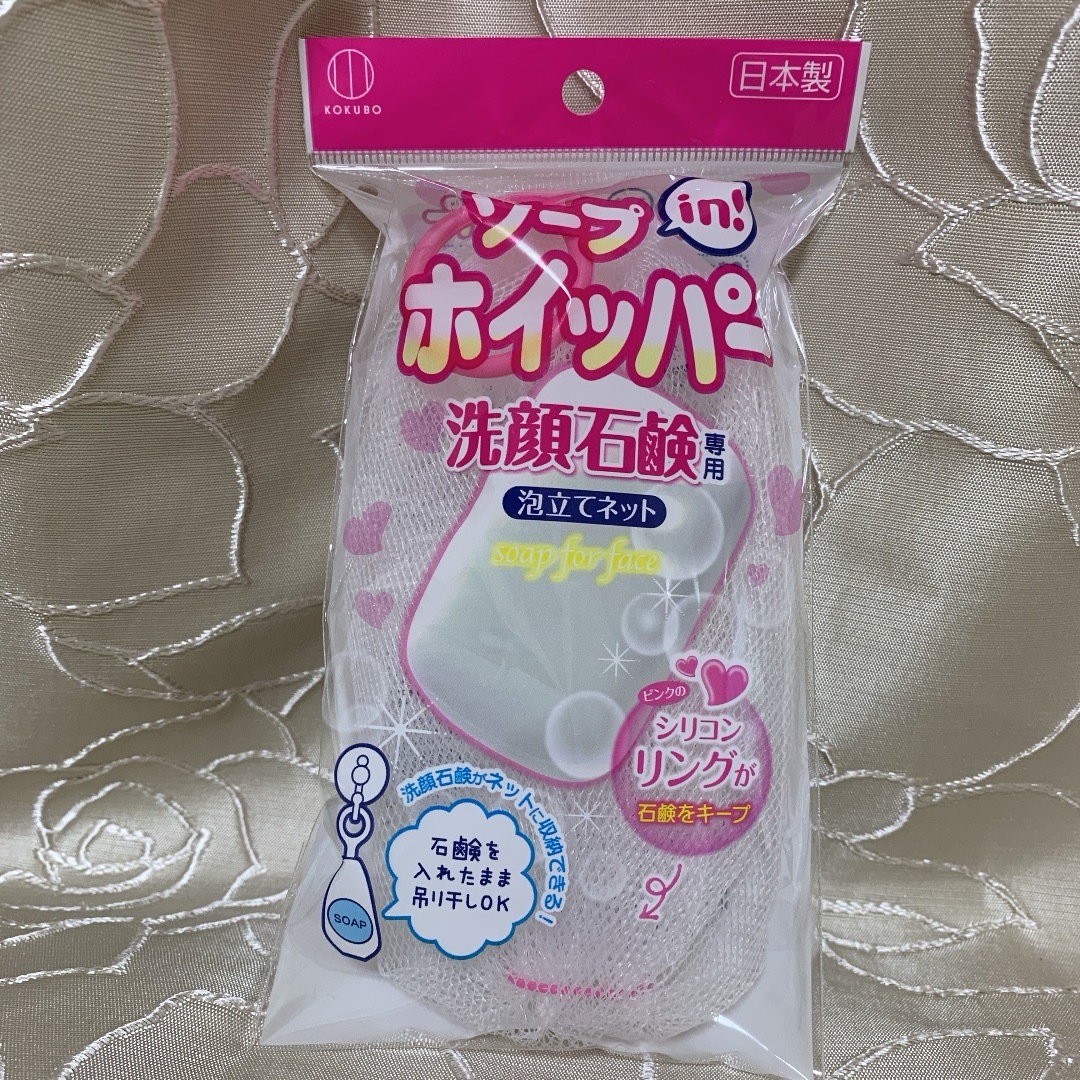 KOKUBO
日本製
ソープ
in!
ホイッパー
洗顔石鹸専用
泡立てネット
soap for face
ピンクの
シリコン
リングが
石鹸をキープ
洗顔石鹸がネットに収納できる!
石鹸を
入れたまま
吊り干しOK
SOAP